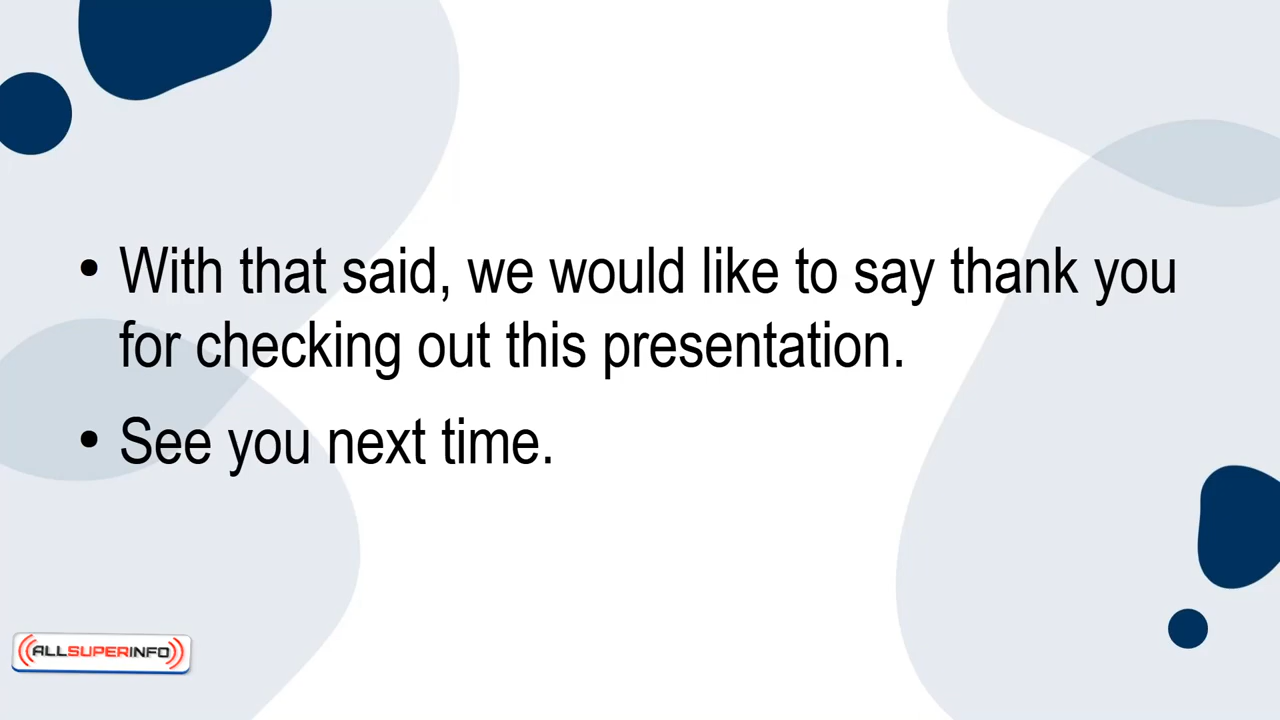 • With that said, we would like to say thank you
for checking out this presentation.
• See you next time.
ALLSUPERINFO